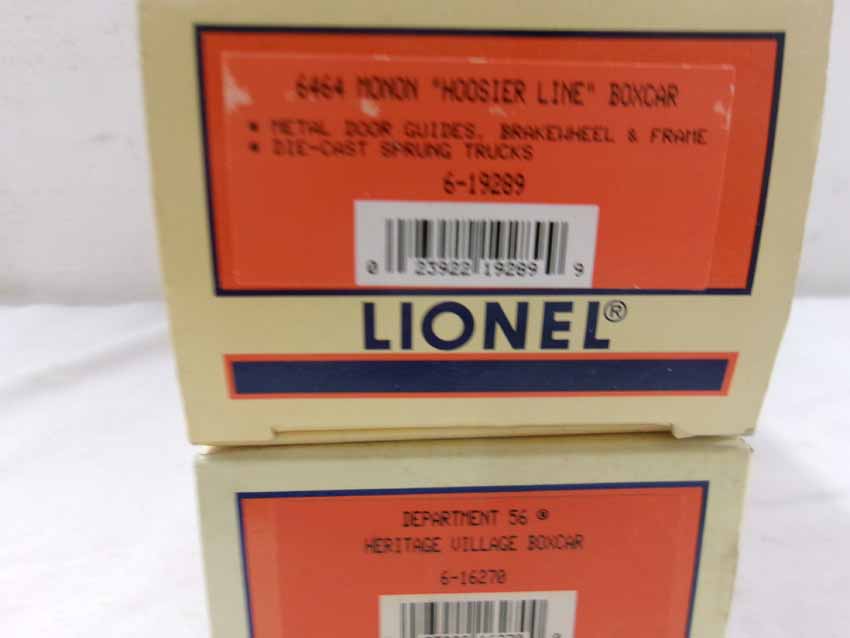 6464 MONON "HOOSIER LINE" BOXCAR
* METAL DOOR GUIDES, BRAKEWHEEL & FRAME
* DIE-CAST SPRUNG TRUCKS
6-19289
0 23922 19289 9
LIONEL®
DEPARTMENT 56 ®
HERITAGE VILLAGE BOXCAR
6-16270